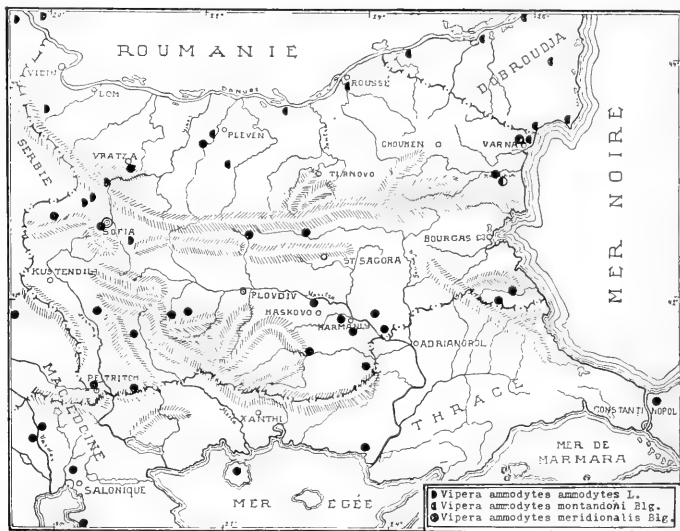 ROUMANIE
VIDIN
LOM
DANUBE
ROUSSE
DOBROUDJA
PLEVEN
SERBIE
VRATZA
CHOUMEN
VARNA
TIRNOVO
MER NOIRE
SOFIA
BOURGAS
KUSTENDIL
ST SAGORA
PLOVDIV
HASKOVO
HARMANLY
ADRIANOPOL
PETRITCH
MACEDOINE
XANTHI
THRACE
CONSTANTINOPOL
MER DE
MARMARA
SALONIQUE
MER EGÉE
Vipera ammodytes ammodytes L.
Vipera ammodytes montandoni Blg.
Vipera ammodytes meridionalis Blg.